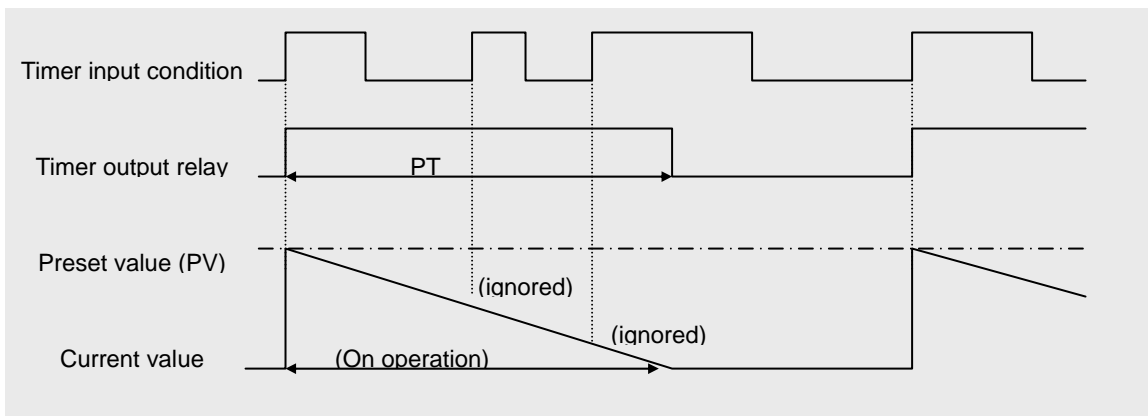 Timer input condition
Timer output relay
PT
Preset value (PV)
(ignored)
(ignored)
Current value
(On operation)